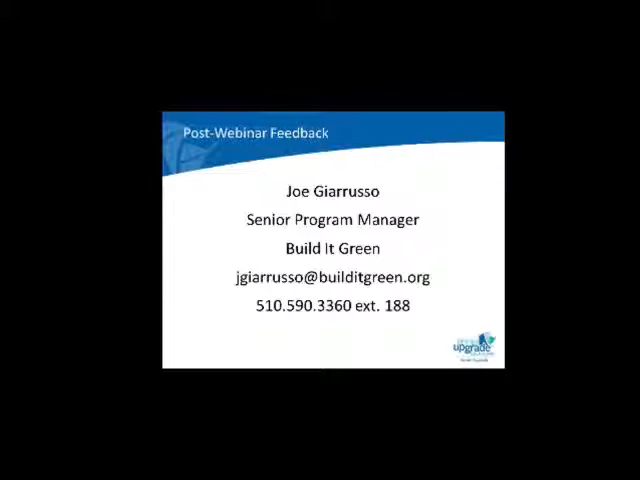 Post-Webinar Feedback
Joe Giarrusso
Senior Program Manager
Build It Green
jgiarrusso@builditgreen.org
510.590.3360 ext. 188
upgrade